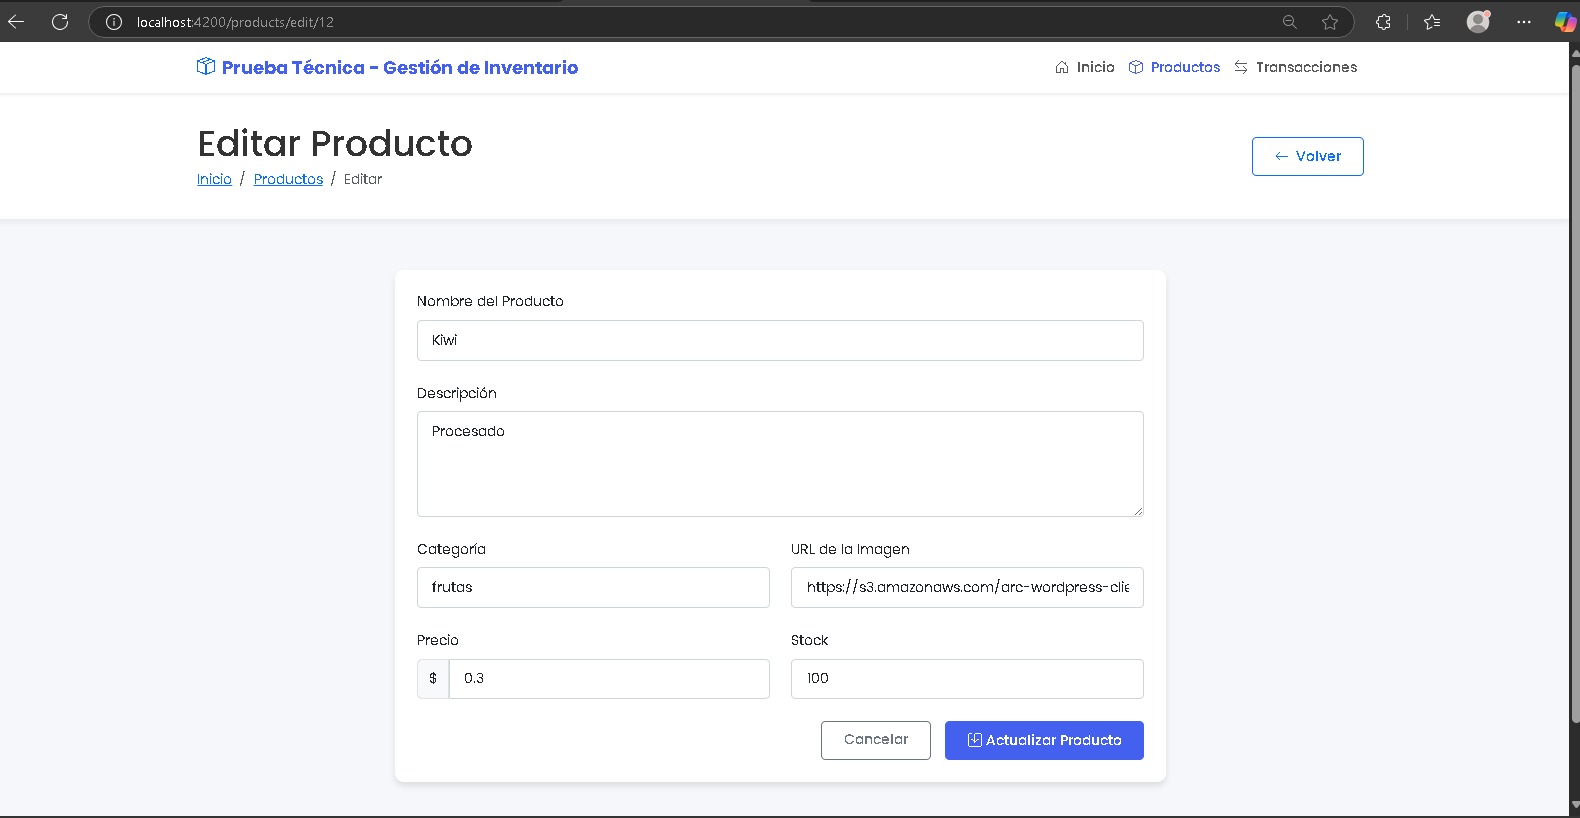 localhost:4200/products/edit/12
Prueba Técnica - Gestión de Inventario
Inicio
Productos
Transacciones
Editar Producto
Inicio / Productos / Editar
← Volver
Nombre del Producto
Kiwi
Descripción
Procesado
Categoría
URL de la Imagen
frutas
https://s3.amazonaws.com/arc-wordpress-clie
Precio
Stock
$ 0.3
100
Cancelar
Actualizar Producto